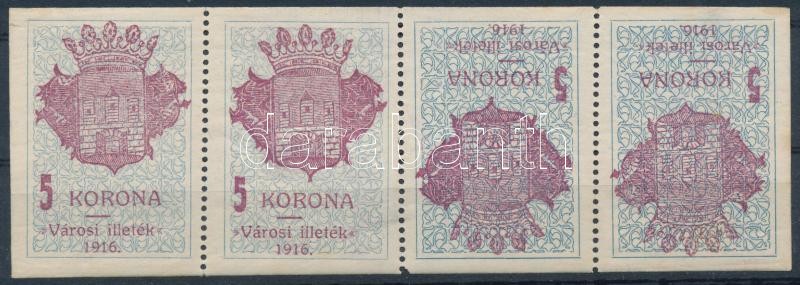 5 KORONA
»Városi illeték«
1916.
5 KORONA
»Városi illeték«
1916.
5 KORONA
»Városi illeték«
1916.
5 KORONA
»Városi illeték«
1916.
darabanth